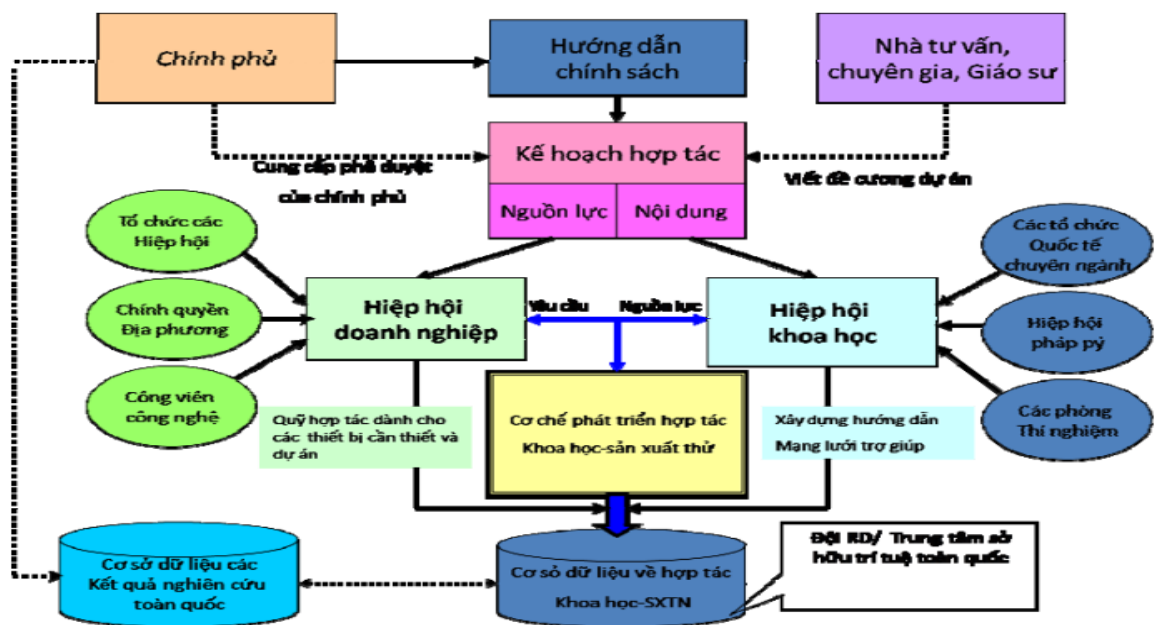 Chính phủ
Hướng dẫn
chính sách
Nhà tư vấn,
chuyên gia, Giáo sư
Kế hoạch hợp tác
Cung cấp phê duyệt
của chính phủ
Viết đề cương dự án
Nguồn lực
Nội dung
Tổ chức các
Hiệp hội
Chính quyền
Địa phương
Công viên
công nghệ
Hiệp hội
doanh nghiệp
Yêu cầu
Nguồn lực
Hiệp hội
khoa học
Các tổ chức
Quốc tế
chuyên ngành
Hiệp hội
pháp pý
Các phòng
Thí nghiệm
Quỹ hợp tác dành cho
các thiết bị cần thiết và
dự án
Cơ chế phát triển hợp tác
Khoa học-sản xuất thử
Xây dựng hướng dẫn
Mạng lưới trợ giúp
Cơ sở dữ liệu các
Kết quả nghiên cứu
toàn quốc
Cơ sỏ dữ liệu về hợp tác
Khoa học-SXTN
Đội RD/ Trung tâm sở
hữu trí tuệ toàn quốc